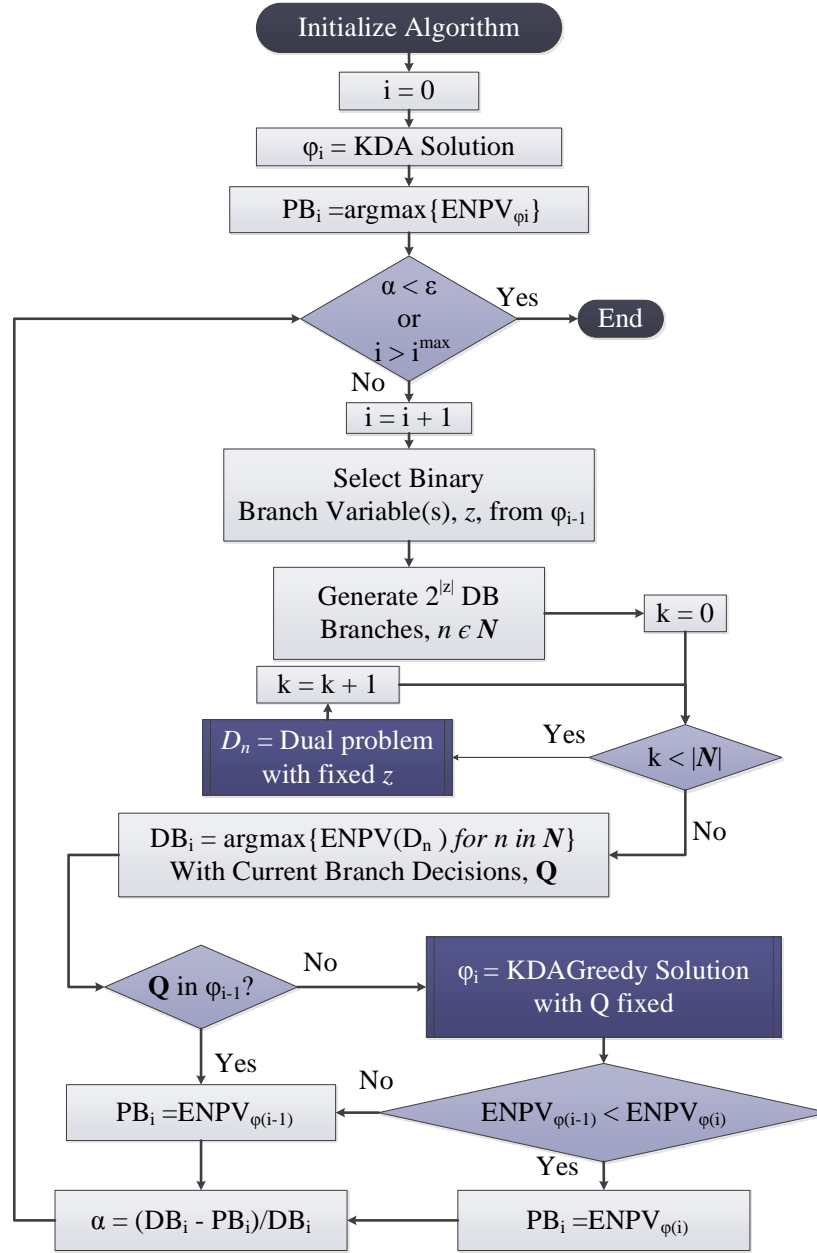 Initialize Algorithm
i = 0
φi = KDA Solution
PBi =argmax{ENPVφi}
α < ε
or
i > imax
Yes
End
No
i = i + 1
Select Binary
Branch Variable(s), z, from φi-1
Generate 2|z| DB
Branches, n ϵ N
k = 0
k = k + 1
Dn = Dual problem
with fixed z
Yes
k < |N|
No
DBi = argmax{ENPV(Dn ) for n in N}
With Current Branch Decisions, Q
Q in φi-1?
No
φi = KDAGreedy Solution
with Q fixed
Yes
No
PBi =ENPVφ(i-1)
ENPVφ(i-1) < ENPVφ(i)
Yes
α = (DBi - PBi)/DBi
PBi =ENPVφ(i)